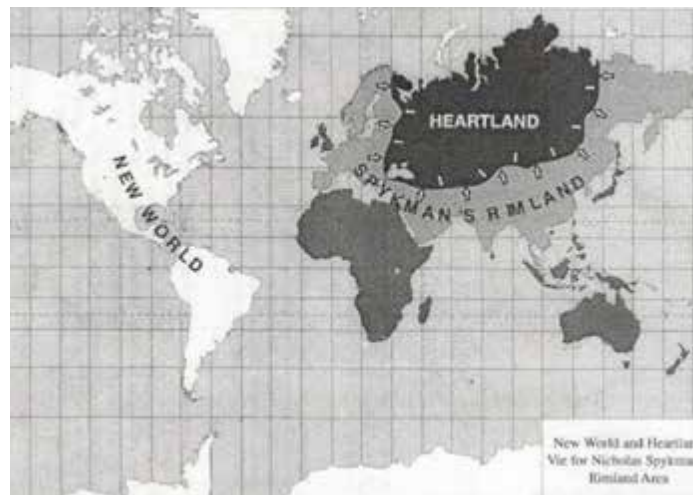 HEARTLAND
NEW WORLD
SPYKMAN'S RIMLAND
New World and Heartlan
Vie for Nicholas Spykma
Rimland Area